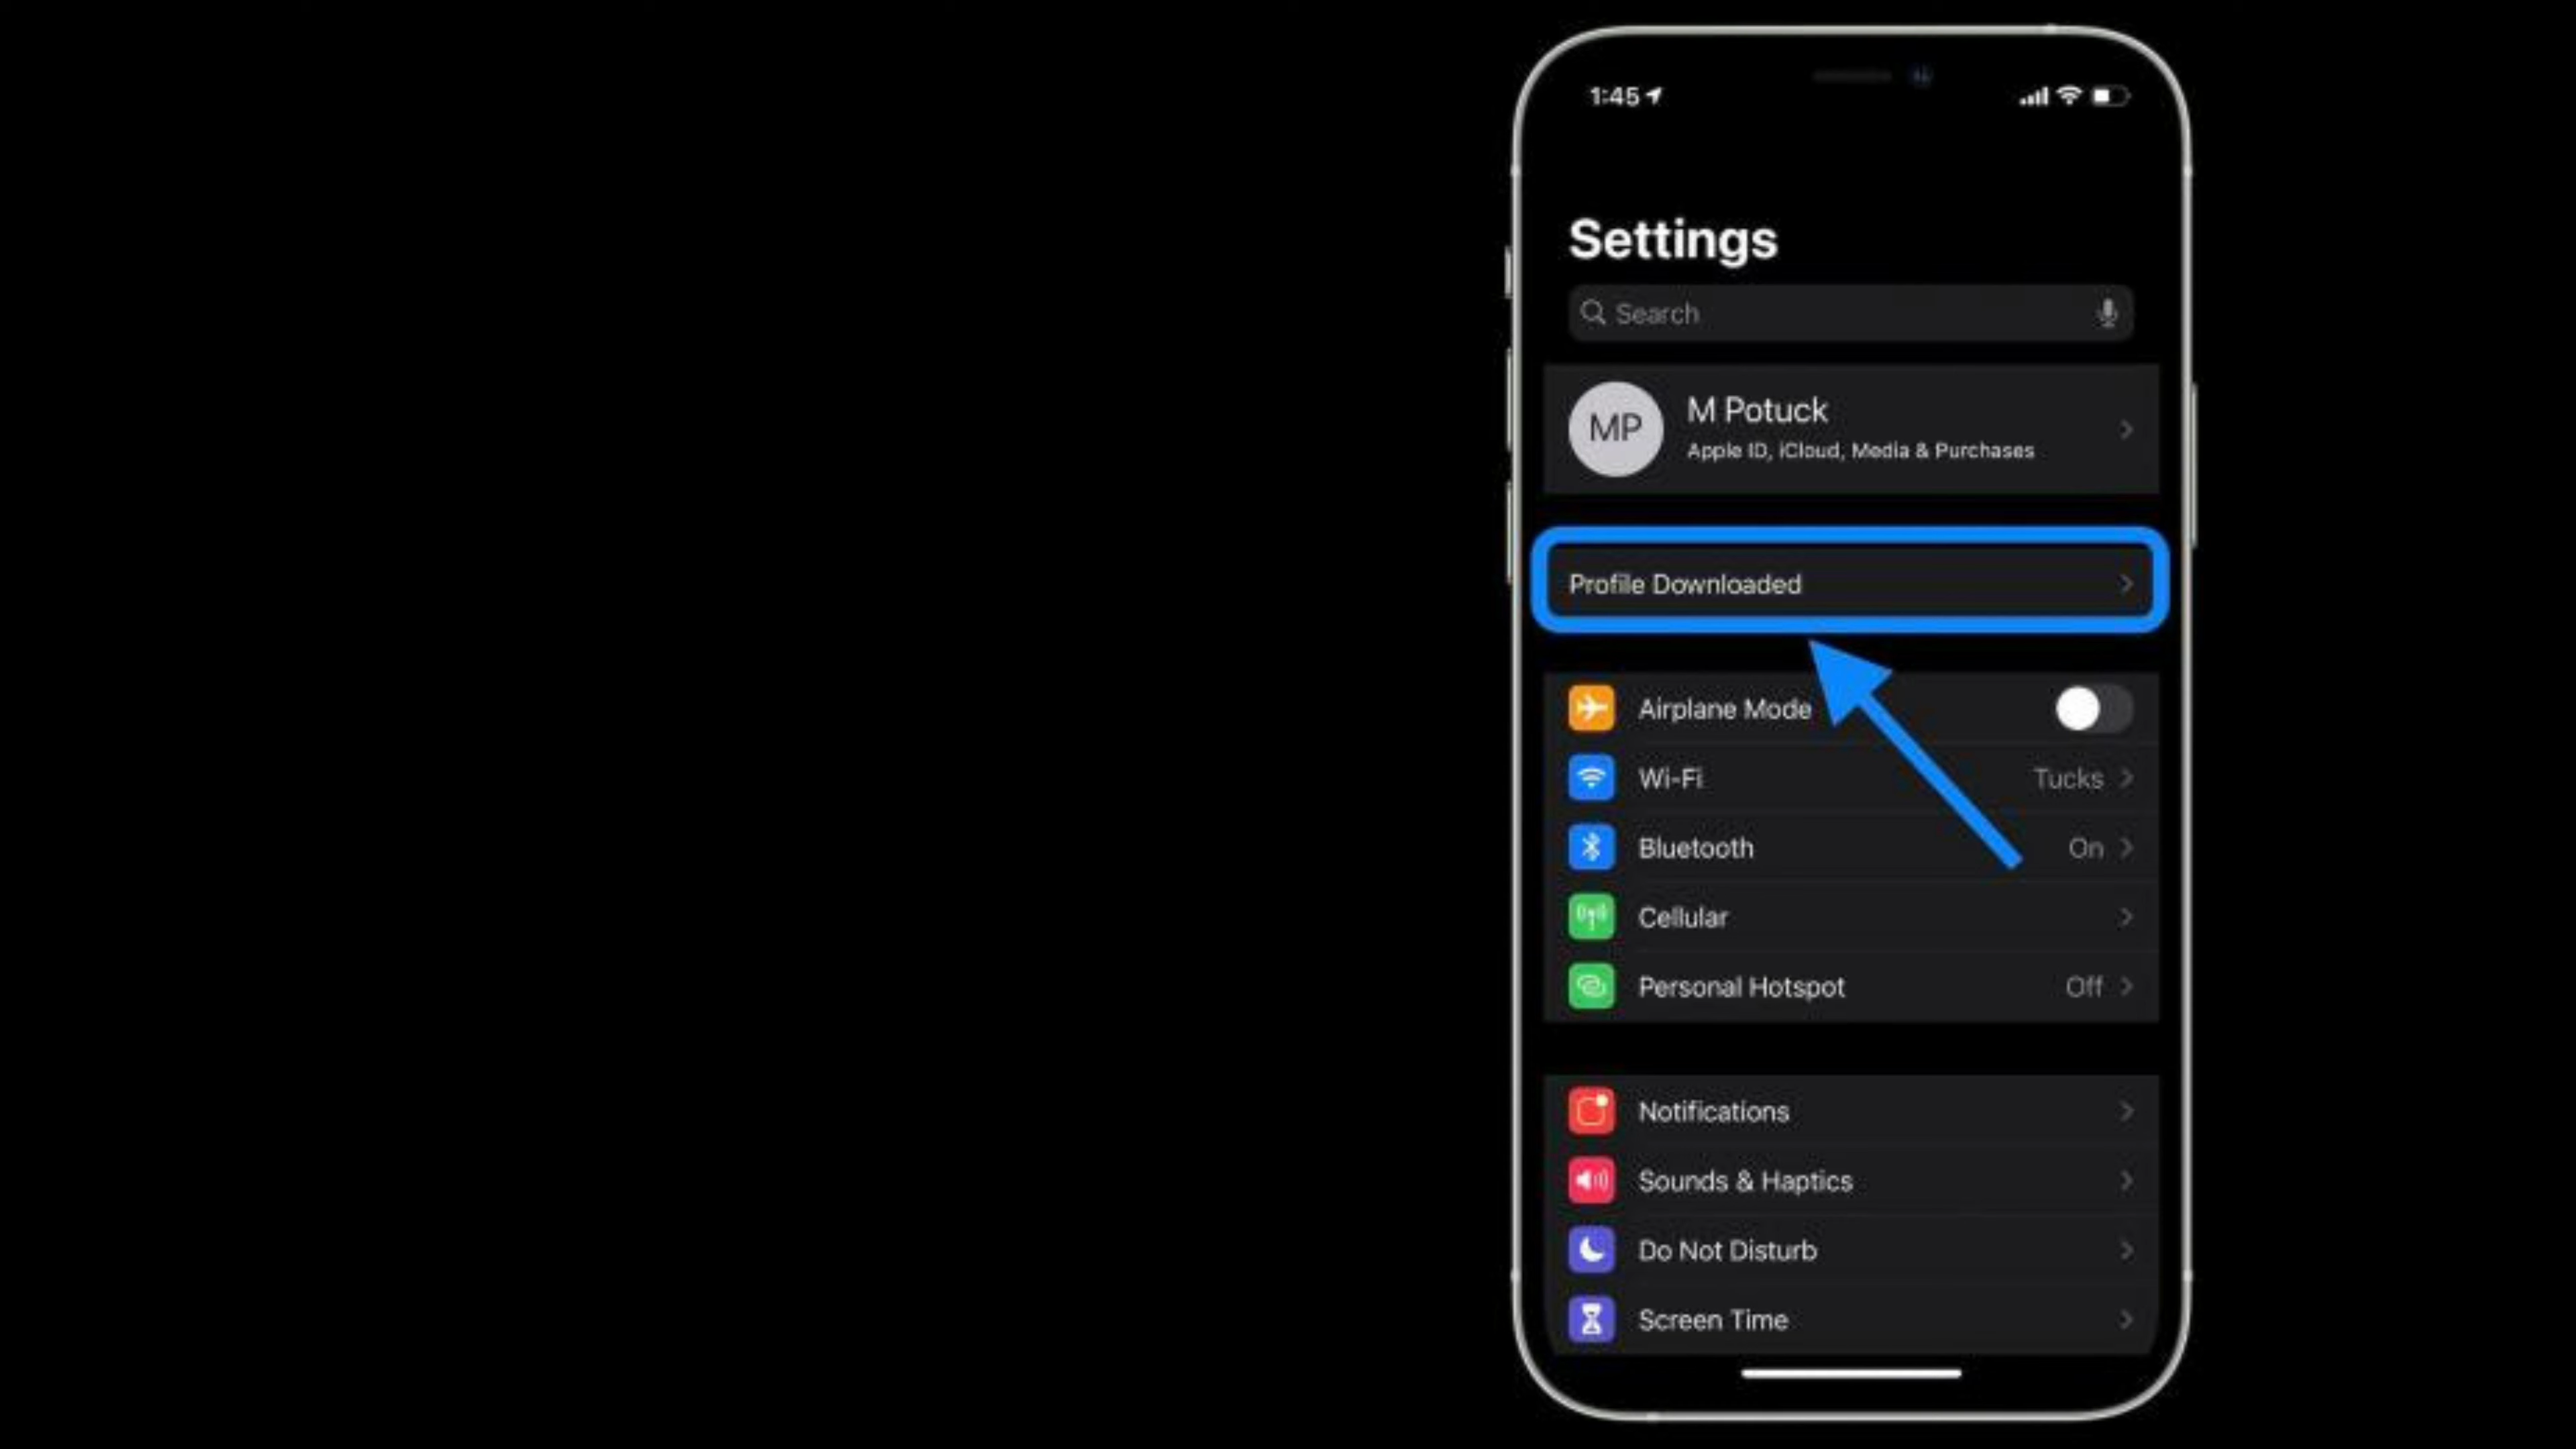 1:45
Settings
Search
MP
M Potuck
Apple ID, iCloud, Media & Purchases
Profile Downloaded
Airplane Mode
Wi-Fi Tucks
Bluetooth On
Cellular
Personal Hotspot Off
Notifications
Sounds & Haptics
Do Not Disturb
Screen Time